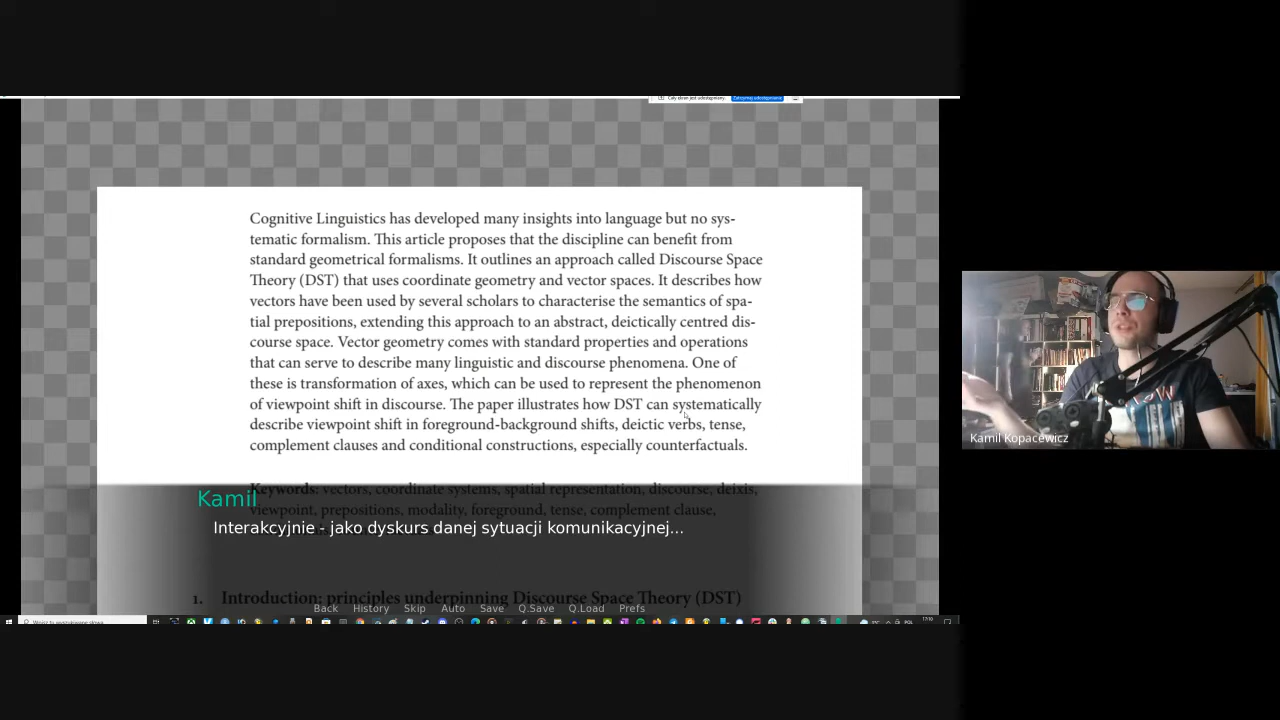 Cały ekran jest udostępniany.
Zatrzymaj udostępnianie
Cognitive Linguistics has developed many insights into language but no sys-
tematic formalism. This article proposes that the discipline can benefit from
standard geometrical formalisms. It outlines an approach called Discourse Space
Theory (DST) that uses coordinate geometry and vector spaces. It describes how
vectors have been used by several scholars to characterise the semantics of spa-
tial prepositions, extending this approach to an abstract, deictically centred dis-
course space. Vector geometry comes with standard properties and operations
that can serve to describe many linguistic and discourse phenomena. One of
these is transformation of axes, which can be used to represent the phenomenon
of viewpoint shift in discourse. The paper illustrates how DST can systematically
describe viewpoint shift in foreground-background shifts, deictic verbs, tense,
complement clauses and conditional constructions, especially counterfactuals.
Keywords: vectors, coordinate systems, spatial representation, discourse, deixis,
viewpoint, prepositions, modality, foreground, tense, complement clause,
Kamil
Interakcyjnie - jako dyskurs danej sytuacji komunikacyjnej...
1. Introduction: principles underpinning Discourse Space Theory (DST)
Back History Skip Auto Save Q.Save Q.Load Prefs
17:10
Kamil Kopacewicz